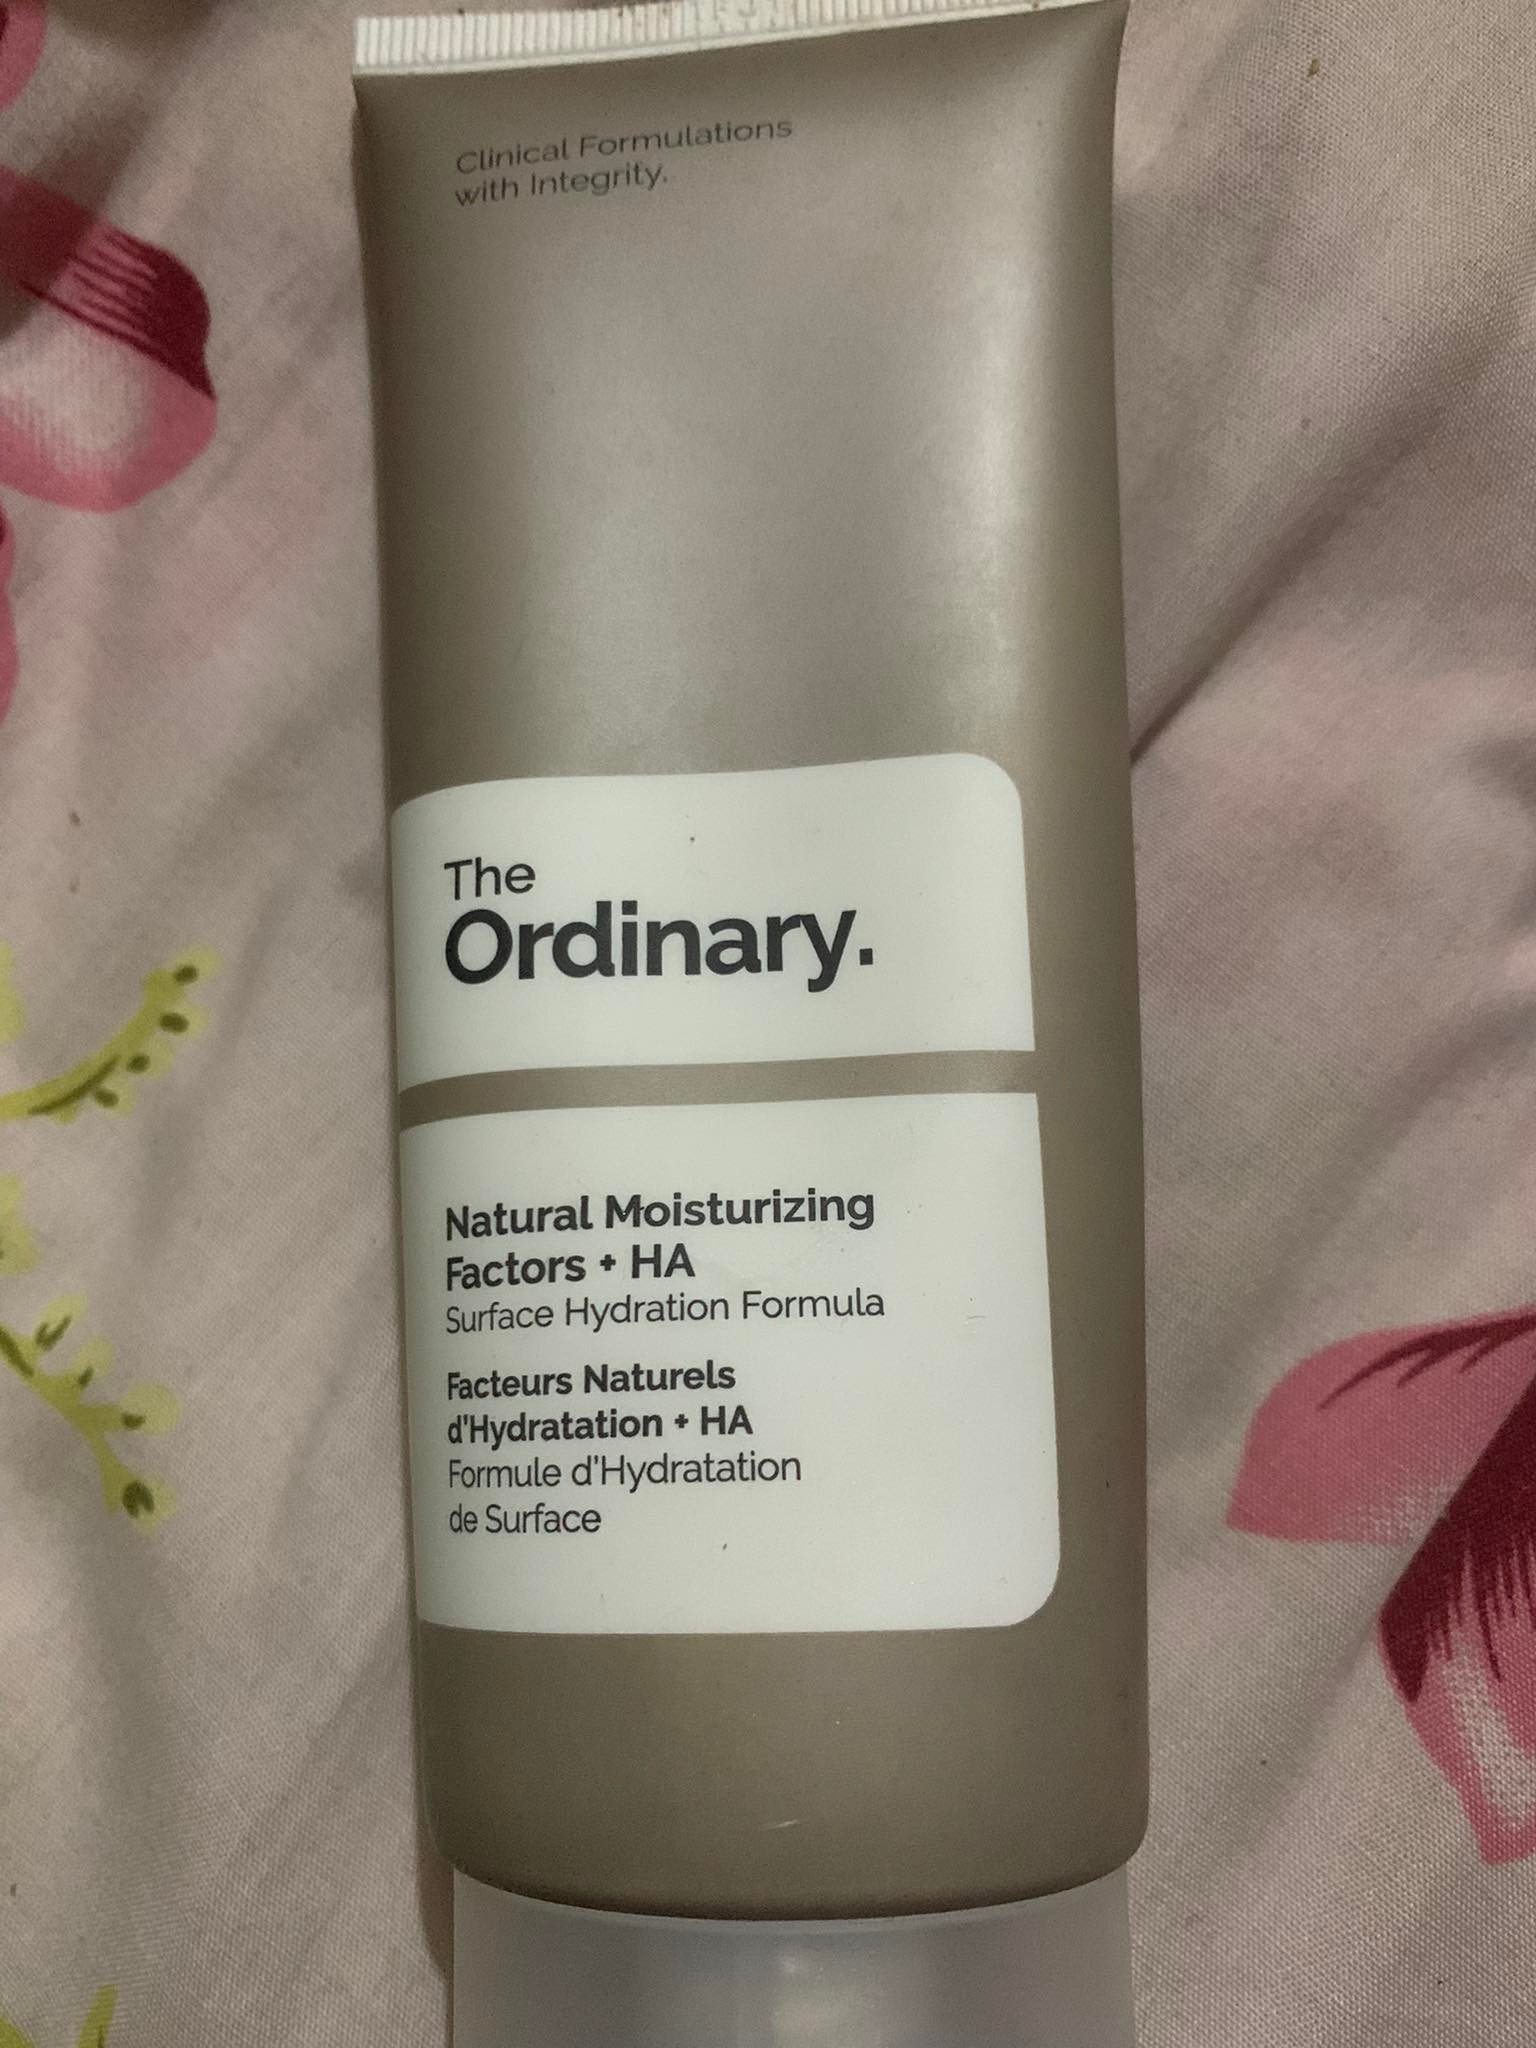 Clinical Formulations
with Integrity.
The
Ordinary.
Natural Moisturizing
Factors + HA
Surface Hydration Formula
Facteurs Naturels
d'Hydratation + HA
Formule d'Hydratation
de Surface